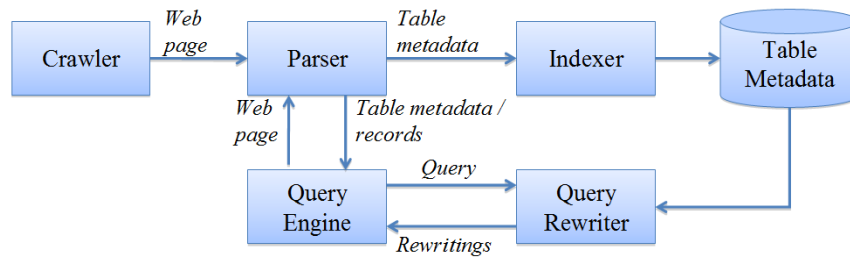 Web
page
Table
metadata
Crawler
Parser
Indexer
Table
Metadata
Web
page
Table metadata /
records
Query
Engine
Query
Query
Rewriter
Rewritings